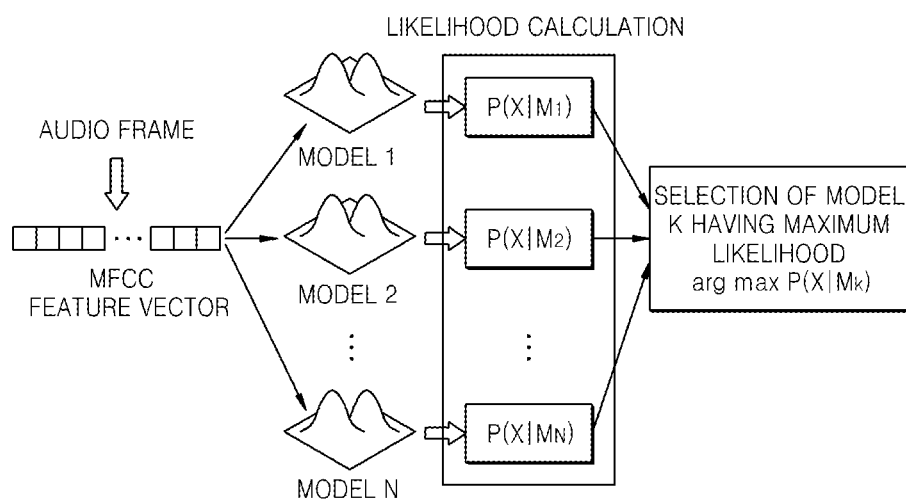 LIKELIHOOD CALCULATION
AUDIO FRAME
MFCC
FEATURE VECTOR
MODEL 1
P(X|M1)
MODEL 2
P(X|M2)
...
MODEL N
P(X|MN)
SELECTION OF MODEL
K HAVING MAXIMUM
LIKELIHOOD
arg max P(X|Mk)